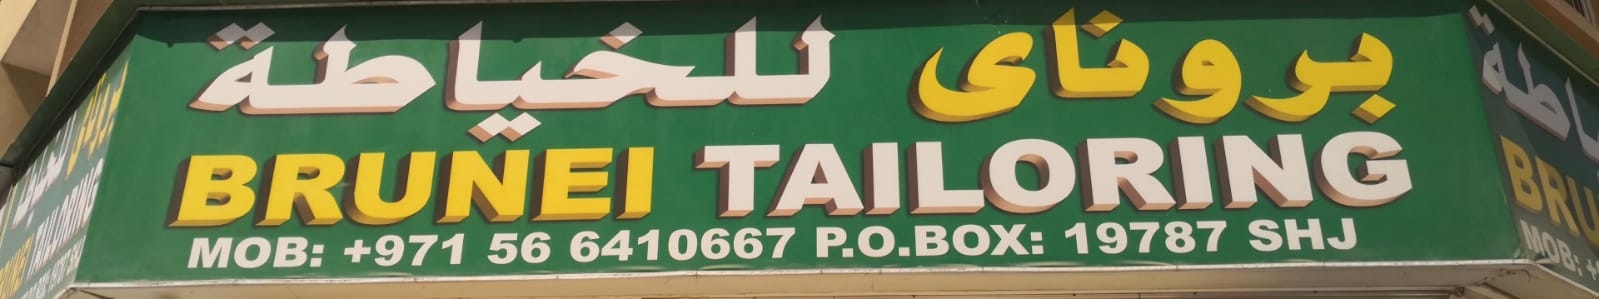 بروناى للخياطة
BRUNEI TAILORING
MOB: +971 56 6410667 P.O.BOX: 19787 SHJ